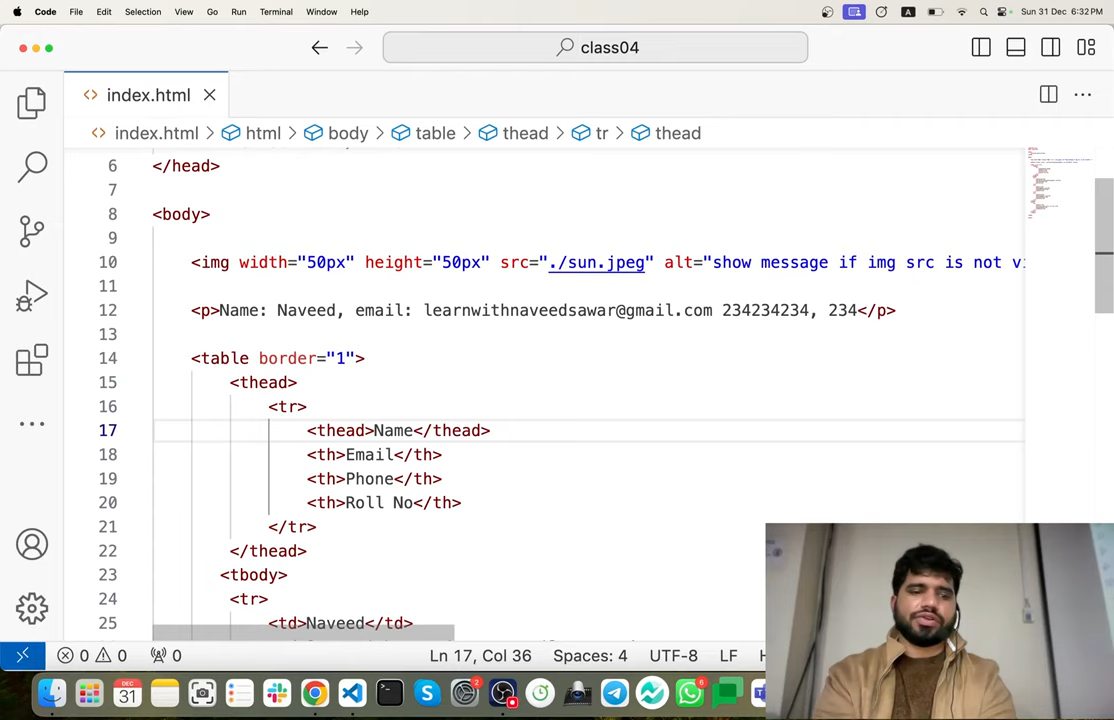 Code File Edit Selection View Go Run Terminal Window Help A Sun 31 Dec 6:32 PM
class04
index.html
index.html > html > body > table > thead > tr > thead
6 </head>
7
8 <body>
9
10 <img width="50px" height="50px" src="./sun.jpeg" alt="show message if img src is not vi
11
12 <p>Name: Naveed, email: learnwithnaveedsawar@gmail.com 234234234, 234</p>
13
14 <table border="1">
15 <thead>
16 <tr>
17 <thead>Name</thead>
18 <th>Email</th>
19 <th>Phone</th>
20 <th>Roll No</th>
21 </tr>
22 </thead>
23 <tbody>
24 <tr>
25 <td>Naveed</td>
0 0 0 Ln 17, Col 36 Spaces: 4 UTF-8 LF H
DEC 31 2 6